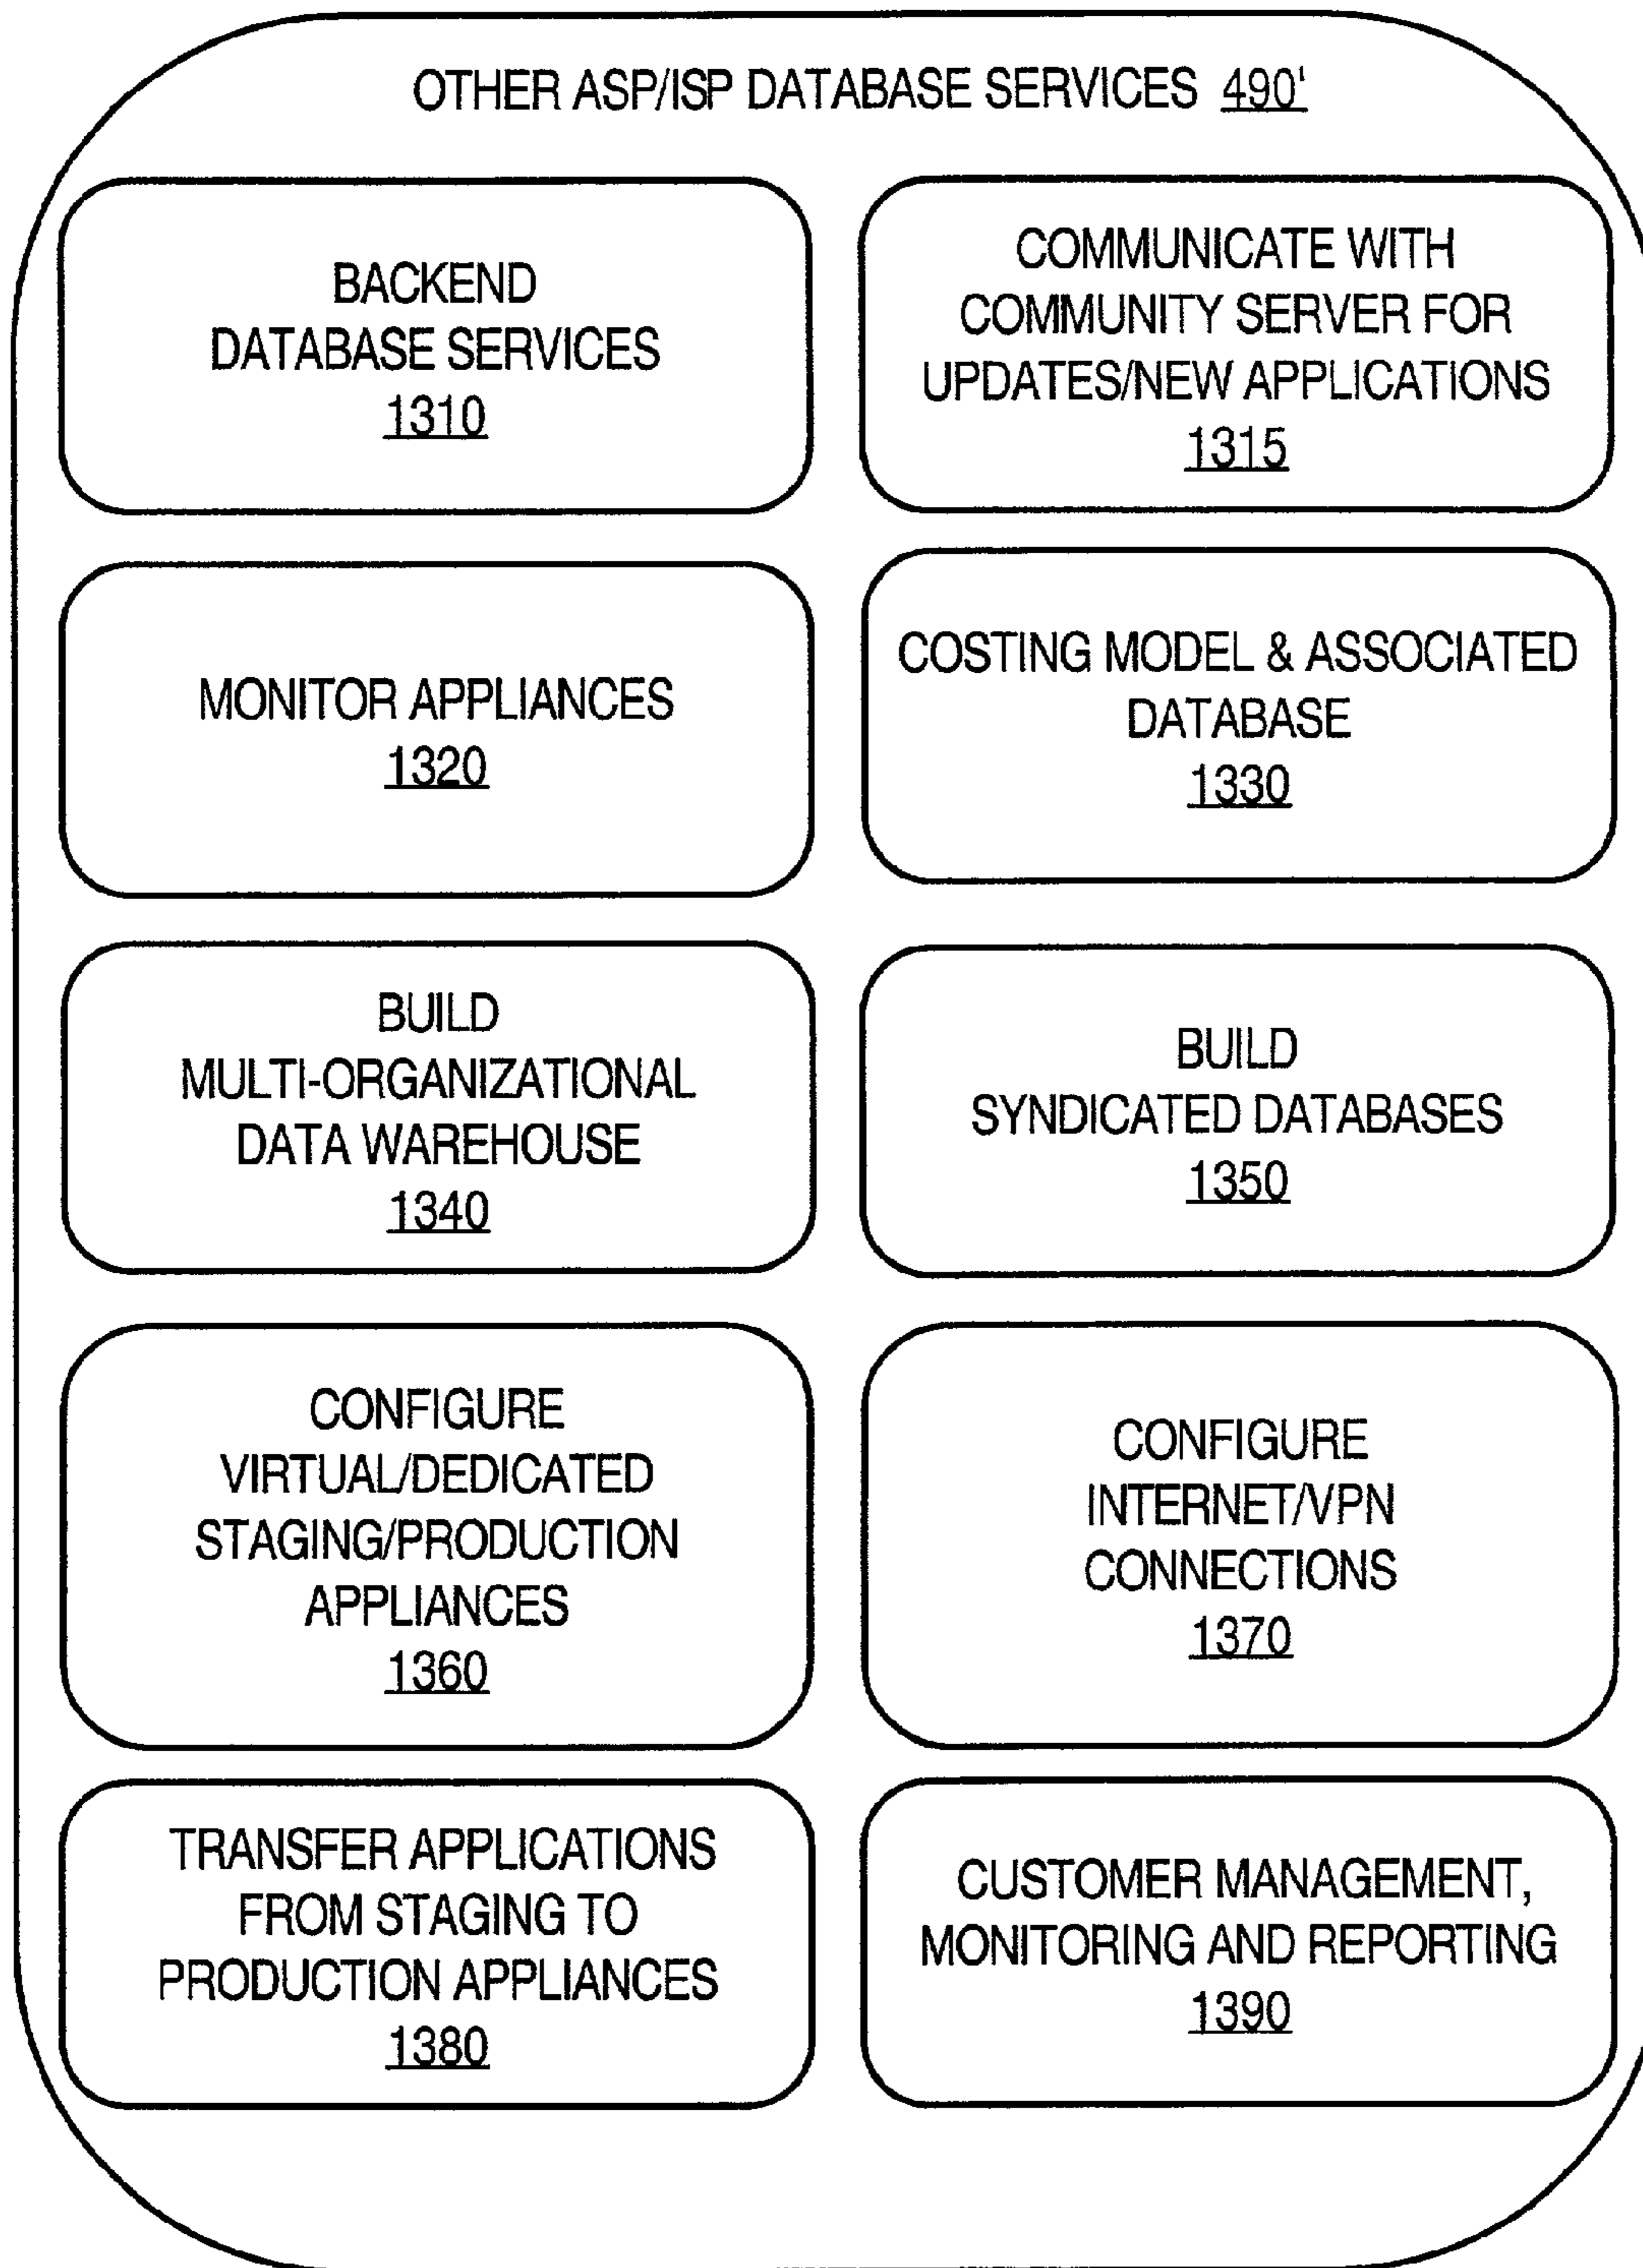 OTHER ASP/ISP DATABASE SERVICES 490'
BACKEND
DATABASE SERVICES
1310
COMMUNICATE WITH
COMMUNITY SERVER FOR
UPDATES/NEW APPLICATIONS
1315
MONITOR APPLIANCES
1320
COSTING MODEL & ASSOCIATED
DATABASE
1330
BUILD
MULTI-ORGANIZATIONAL
DATA WAREHOUSE
1340
BUILD
SYNDICATED DATABASES
1350
CONFIGURE
VIRTUAL/DEDICATED
STAGING/PRODUCTION
APPLIANCES
1360
CONFIGURE
INTERNET/VPN
CONNECTIONS
1370
TRANSFER APPLICATIONS
FROM STAGING TO
PRODUCTION APPLIANCES
1380
CUSTOMER MANAGEMENT,
MONITORING AND REPORTING
1390